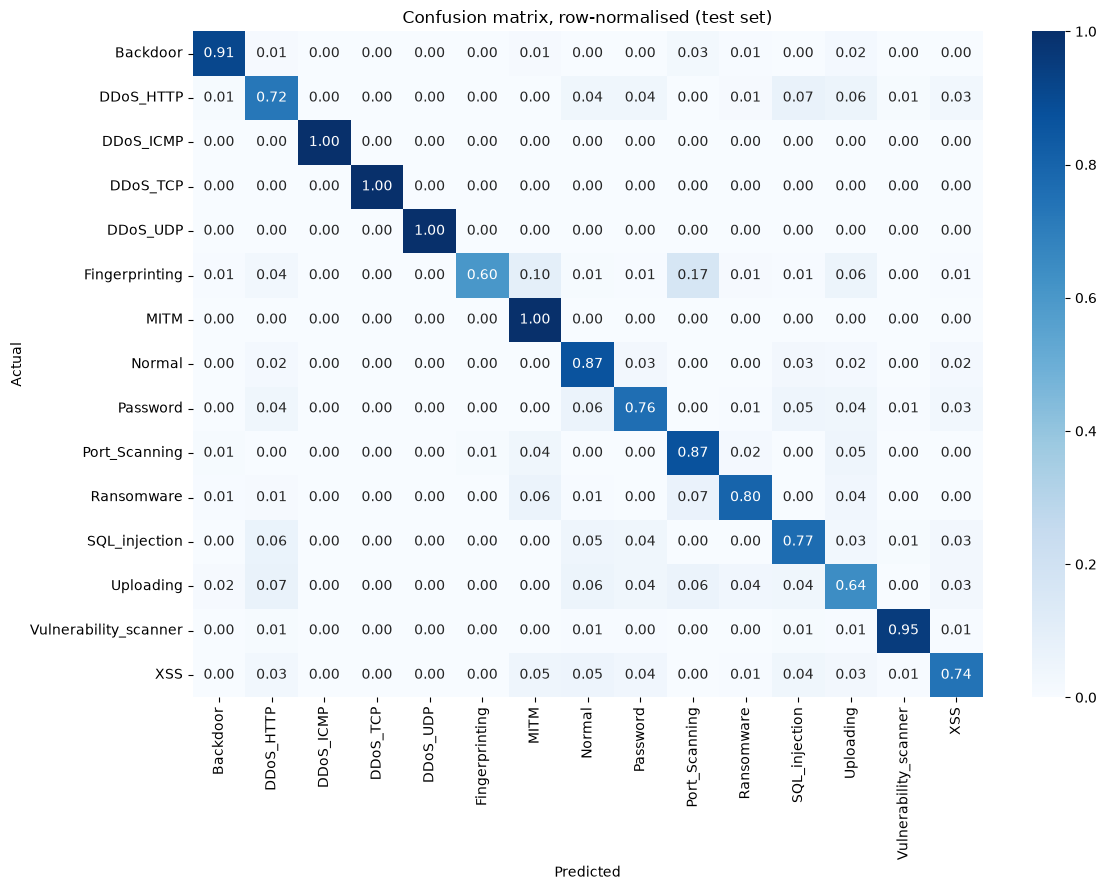 Confusion matrix, row-normalised (test set)
Backdoor 0.91 0.01 0.00 0.00 0.00 0.00 0.01 0.00 0.00 0.03 0.01 0.00 0.02 0.00 0.00
DDoS_HTTP 0.01 0.72 0.00 0.00 0.00 0.00 0.00 0.04 0.04 0.00 0.01 0.07 0.06 0.01 0.03
DDoS_ICMP 0.00 0.00 1.00 0.00 0.00 0.00 0.00 0.00 0.00 0.00 0.00 0.00 0.00 0.00 0.00
DDoS_TCP 0.00 0.00 0.00 1.00 0.00 0.00 0.00 0.00 0.00 0.00 0.00 0.00 0.00 0.00 0.00
DDoS_UDP 0.00 0.00 0.00 0.00 1.00 0.00 0.00 0.00 0.00 0.00 0.00 0.00 0.00 0.00 0.00
Fingerprinting 0.01 0.04 0.00 0.00 0.00 0.60 0.10 0.01 0.01 0.17 0.01 0.01 0.06 0.00 0.01
MITM 0.00 0.00 0.00 0.00 0.00 0.00 1.00 0.00 0.00 0.00 0.00 0.00 0.00 0.00 0.00
Normal 0.00 0.02 0.00 0.00 0.00 0.00 0.00 0.87 0.03 0.00 0.00 0.03 0.02 0.00 0.02
Password 0.00 0.04 0.00 0.00 0.00 0.00 0.00 0.06 0.76 0.00 0.01 0.05 0.04 0.01 0.03
Port_Scanning 0.01 0.00 0.00 0.00 0.00 0.01 0.04 0.00 0.00 0.87 0.02 0.00 0.05 0.00 0.00
Ransomware 0.01 0.01 0.00 0.00 0.00 0.00 0.06 0.01 0.00 0.07 0.80 0.00 0.04 0.00 0.00
SQL_injection 0.00 0.06 0.00 0.00 0.00 0.00 0.00 0.05 0.04 0.00 0.00 0.77 0.03 0.01 0.03
Uploading 0.02 0.07 0.00 0.00 0.00 0.00 0.00 0.06 0.04 0.06 0.04 0.04 0.64 0.00 0.03
Vulnerability_scanner 0.00 0.01 0.00 0.00 0.00 0.00 0.00 0.01 0.00 0.00 0.00 0.01 0.01 0.95 0.01
XSS 0.00 0.03 0.00 0.00 0.00 0.00 0.05 0.05 0.04 0.00 0.01 0.04 0.03 0.01 0.74
Backdoor DDoS_HTTP DDoS_ICMP DDoS_TCP DDoS_UDP Fingerprinting MITM Normal Password Port_Scanning Ransomware SQL_injection Uploading Vulnerability_scanner XSS
Actual
Predicted
1.0
0.8
0.6
0.4
0.2
0.0